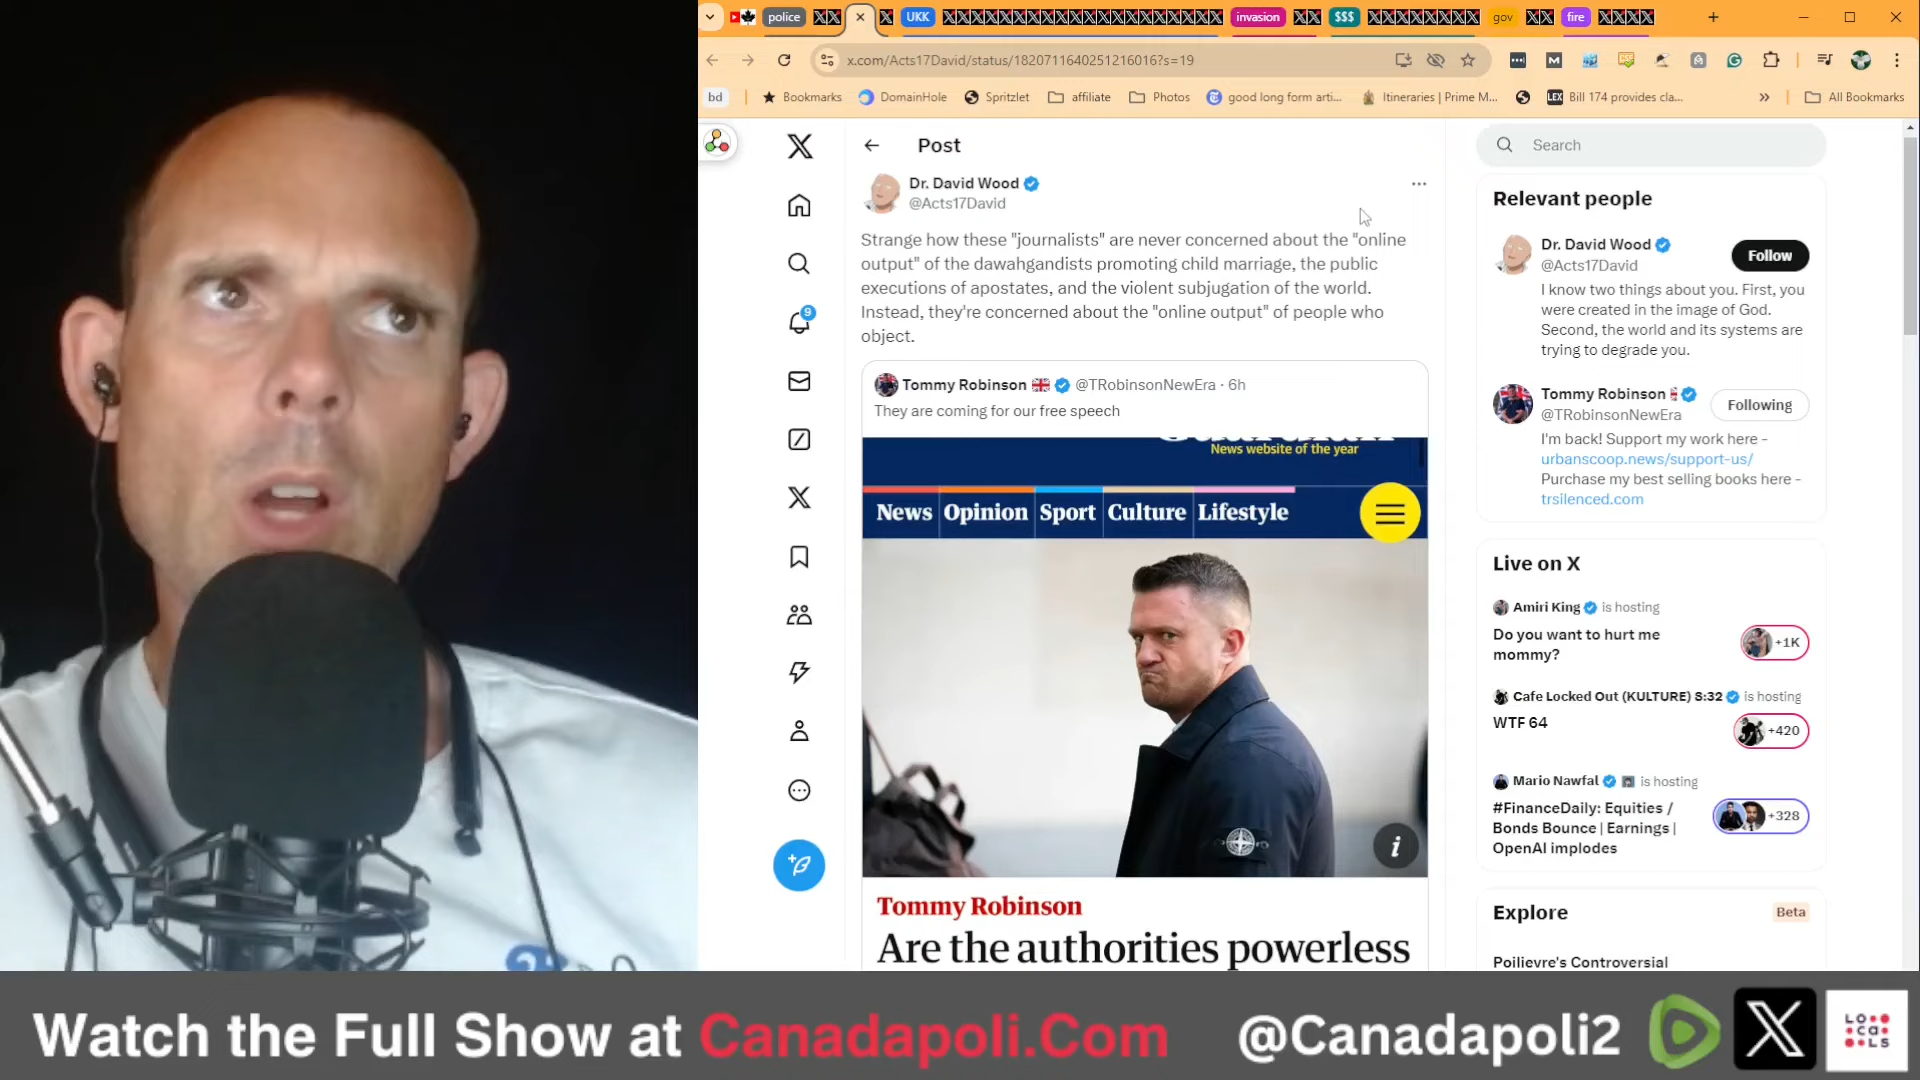 police
UKK
invasion
$$$
gov
fire
x.com/Acts17David/status/1820711640251216016?s=19
bd
Bookmarks
DomainHole
Spritzlet
affiliate
Photos
good long form arti...
Itineraries | Prime M...
LEX
Bill 174 provides cla...
All Bookmarks
Post
Search
Dr. David Wood
@Acts17David
Strange how these "journalists" are never concerned about the "online
output" of the dawahgandists promoting child marriage, the public
executions of apostates, and the violent subjugation of the world.
Instead, they're concerned about the "online output" of people who
object.
Tommy Robinson @TRobinsonNewEra · 6h
They are coming for our free speech
News website of the year
News
Opinion
Sport
Culture
Lifestyle
i
Tommy Robinson
Are the authorities powerless
9
Relevant people
Dr. David Wood
@Acts17David
Follow
I know two things about you. First, you
were created in the image of God.
Second, the world and its systems are
trying to degrade you.
Tommy Robinson
@TRobinsonNewEra
Following
I'm back! Support my work here -
urbanscoop.news/support-us/
Purchase my best selling books here -
trsilenced.com
Live on X
Amiri King is hosting
Do you want to hurt me
mommy?
+1K
Cafe Locked Out (KULTURE) 8:32 is hosting
WTF 64
+420
Mario Nawfal is hosting
#FinanceDaily: Equities /
Bonds Bounce | Earnings |
OpenAI implodes
+328
Explore
Beta
Poilievre's Controversial
Watch the Full Show at Canadapoli.Com
@Canadapoli2
LO
CA
LS